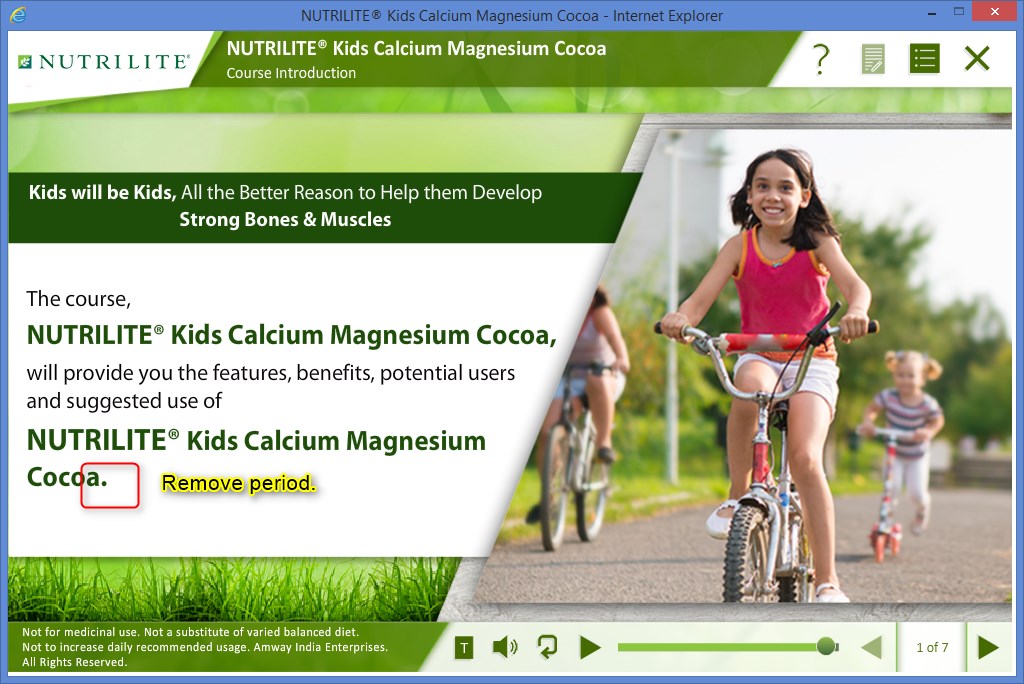 NUTRILITE® Kids Calcium Magnesium Cocoa - Internet Explorer
NUTRILITE®
NUTRILITE® Kids Calcium Magnesium Cocoa
Course Introduction
?
Kids will be Kids, All the Better Reason to Help them Develop
Strong Bones & Muscles
The course,
NUTRILITE® Kids Calcium Magnesium Cocoa,
will provide you the features, benefits, potential users
and suggested use of
NUTRILITE® Kids Calcium Magnesium
Cocoa.
Remove period.
Not for medicinal use. Not a substitute of varied balanced diet.
Not to increase daily recommended usage. Amway India Enterprises.
All Rights Reserved.
T
1 of 7